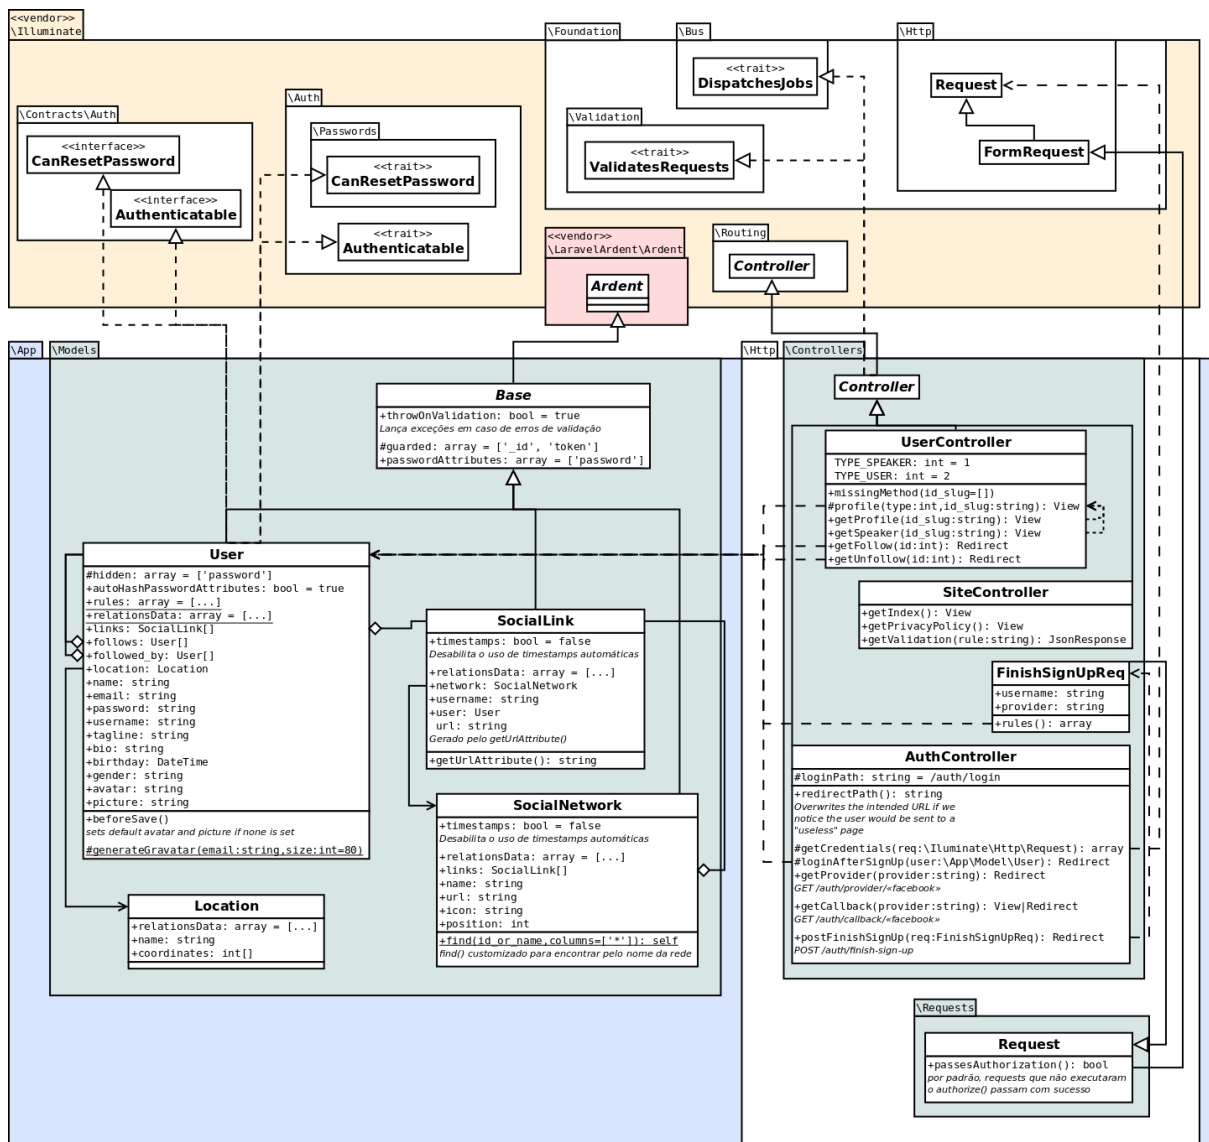 <<vendor>>
\Illuminate
\Foundation
\Bus
<<trait>>
DispatchesJobs
\Http
Request
FormRequest
\Auth
\Contracts\Auth
<<interface>>
CanResetPassword
<<interface>>
Authenticatable
\Passwords
<<trait>>
CanResetPassword
<<trait>>
Authenticatable
\Validation
<<trait>>
ValidatesRequests
<<vendor>>
\LaravelArdent\Ardent
Ardent
\Routing
Controller
\App
\Models
Base
+throwOnValidation: bool = true
Lança exceções em caso de erros de validação
#guarded: array = ['_id', 'token']
+passwordAttributes: array = ['password']
User
#hidden: array = ['password']
+autoHashPasswordAttributes: bool = true
+rules: array = [...]
+relationsData: array = [...]
+links: SocialLink[]
+follows: User[]
+followed_by: User[]
+location: Location
+name: string
+email: string
+password: string
+username: string
+tagline: string
+bio: string
+birthday: DateTime
+gender: string
+avatar: string
+picture: string
+beforeSave()
sets default avatar and picture if none is set
#generateGravatar(email:string,size:int=80)
SocialLink
+timestamps: bool = false
Desabilita o uso de timestamps automáticas
+relationsData: array = [...]
+network: SocialNetwork
+username: string
+user: User
url: string
Gerado pelo getUrlAttribute()
+getUrlAttribute(): string
SocialNetwork
+timestamps: bool = false
Desabilita o uso de timestamps automáticas
+relationsData: array = [...]
+links: SocialLink[]
+name: string
+url: string
+icon: string
+position: int
+find(id_or_name,columns=['*']): self
find() customizado para encontrar pelo nome da rede
Location
+relationsData: array = [...]
+name: string
+coordinates: int[]
\Http
\Controllers
Controller
UserController
TYPE_SPEAKER: int = 1
TYPE_USER: int = 2
+missingMethod(id_slug=[])
#profile(type:int,id_slug:string): View
+getProfile(id_slug:string): View
+getSpeaker(id_slug:string): View
+getFollow(id:int): Redirect
+getUnfollow(id:int): Redirect
SiteController
+getIndex(): View
+getPrivacyPolicy(): View
+getValidation(rule:string): JsonResponse
FinishSignUpReq
+username: string
+provider: string
+rules(): array
AuthController
#loginPath: string = /auth/login
+redirectPath(): string
Overwrites the intended URL if we
notice the user would be sent to a
"useless" page
#getCredentials(req:\Iluminate\Http\Request): array
#loginAfterSignUp(user:\App\Model\User): Redirect
+getProvider(provider:string): Redirect
GET /auth/provider/«facebook»
+getCallback(provider:string): View|Redirect
GET /auth/callback/«facebook»
+postFinishSignUp(req:FinishSignUpReq): Redirect
POST /auth/finish-sign-up
\Requests
Request
+passesAuthorization(): bool
por padrão, requests que não executaram
o authorize() passam com sucesso